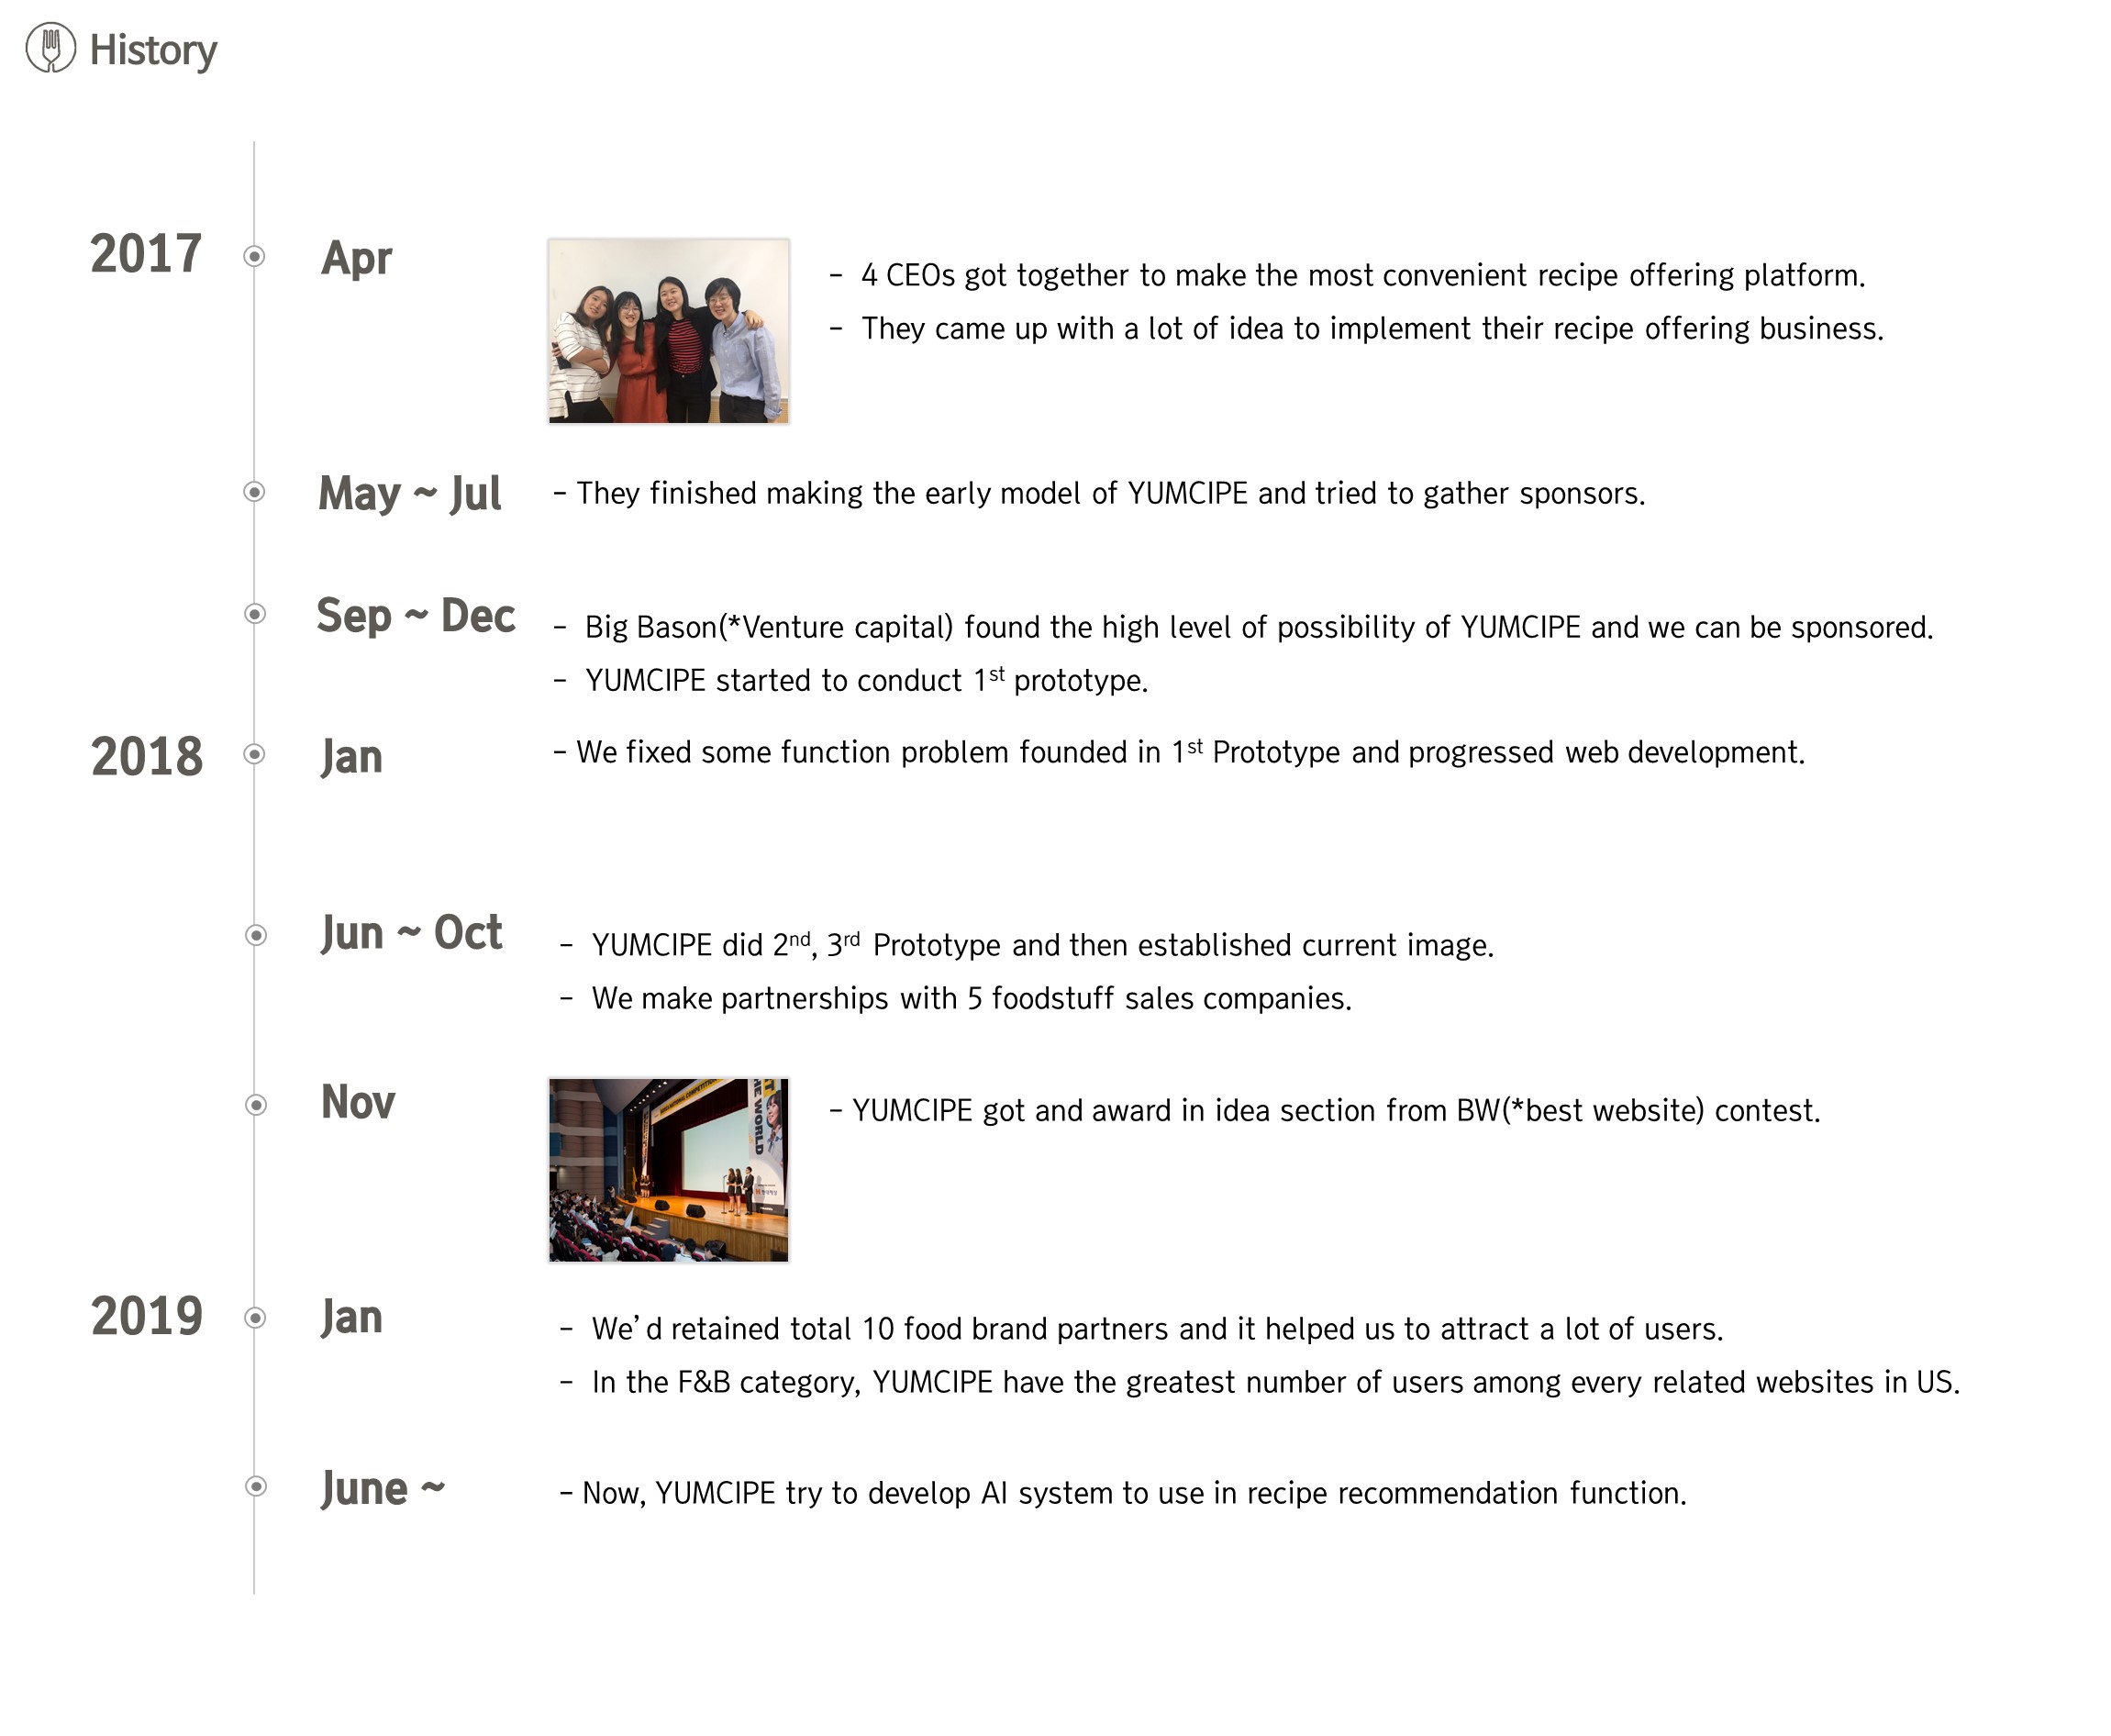 History
2017
Apr
- 4 CEOs got together to make the most convenient recipe offering platform.
- They came up with a lot of idea to implement their recipe offering business.
May ~ Jul
- They finished making the early model of YUMCIPE and tried to gather sponsors.
Sep ~ Dec
- Big Bason(*Venture capital) found the high level of possibility of YUMCIPE and we can be sponsored.
- YUMCIPE started to conduct 1st prototype.
2018
Jan
- We fixed some function problem founded in 1st Prototype and progressed web development.
Jun ~ Oct
- YUMCIPE did 2nd, 3rd Prototype and then established current image.
- We make partnerships with 5 foodstuff sales companies.
Nov
- YUMCIPE got and award in idea section from BW(*best website) contest.
WORLD
2019
Jan
- We’d retained total 10 food brand partners and it helped us to attract a lot of users.
- In the F&B category, YUMCIPE have the greatest number of users among every related websites in US.
June ~
- Now, YUMCIPE try to develop AI system to use in recipe recommendation function.